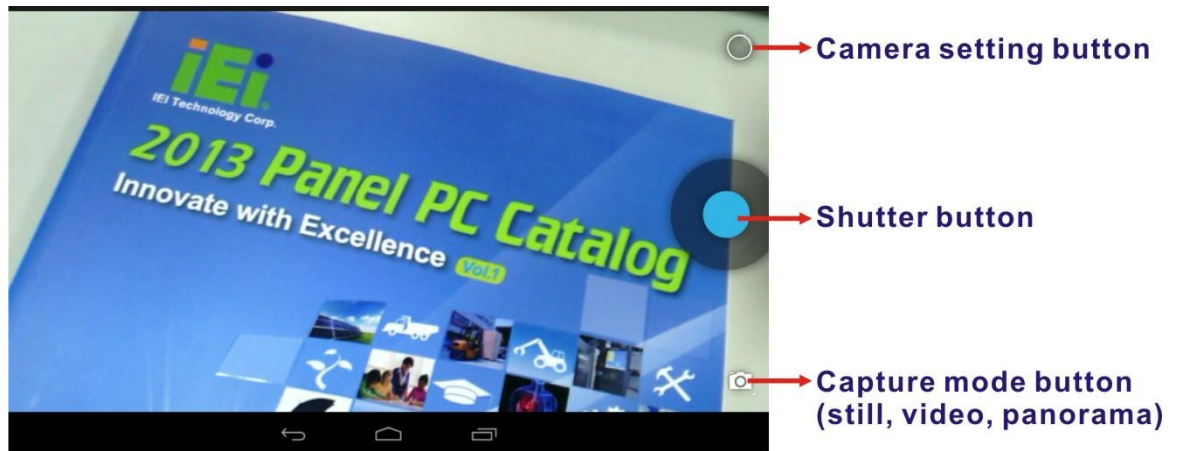 iEi
IEI Technology Corp.
2013 Panel PC Catalog
Innovate with Excellence Vol.1
Camera setting button
Shutter button
Capture mode button
(still, video, panorama)